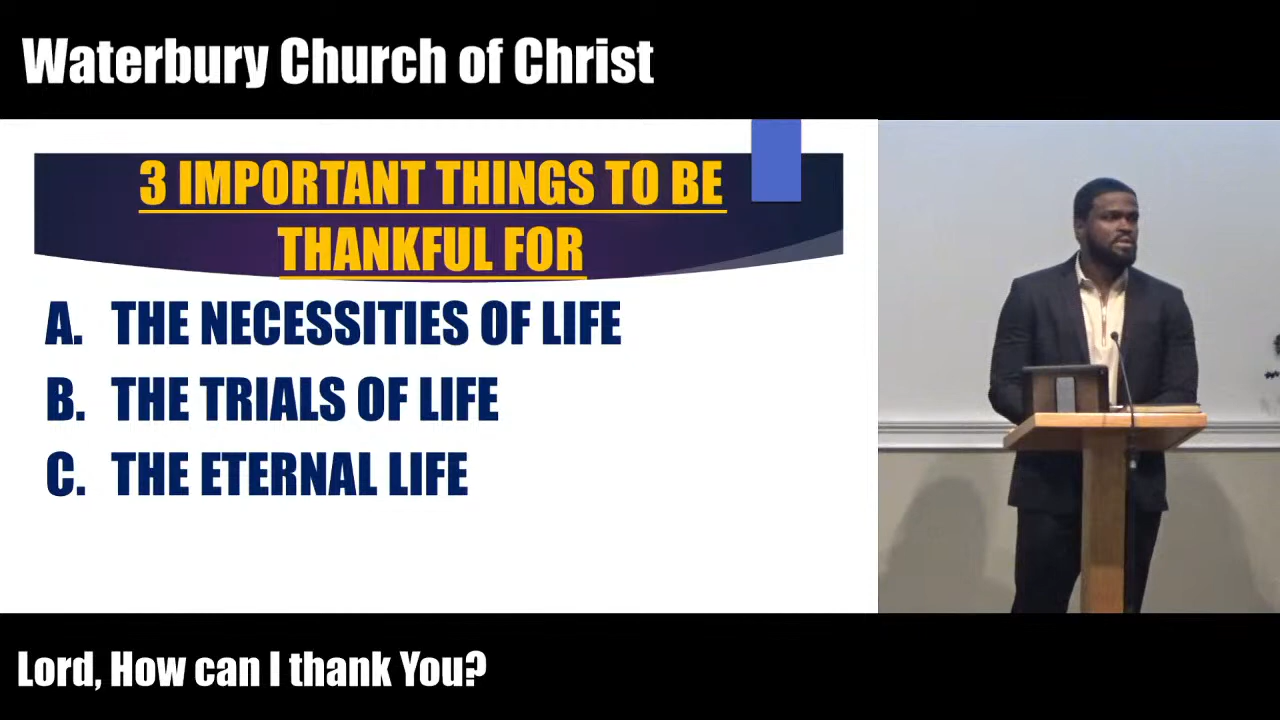 Waterbury Church of Christ
3 IMPORTANT THINGS TO BE
THANKFUL FOR
A. THE NECESSITIES OF LIFE
B. THE TRIALS OF LIFE
C. THE ETERNAL LIFE
Lord, How can I thank You?